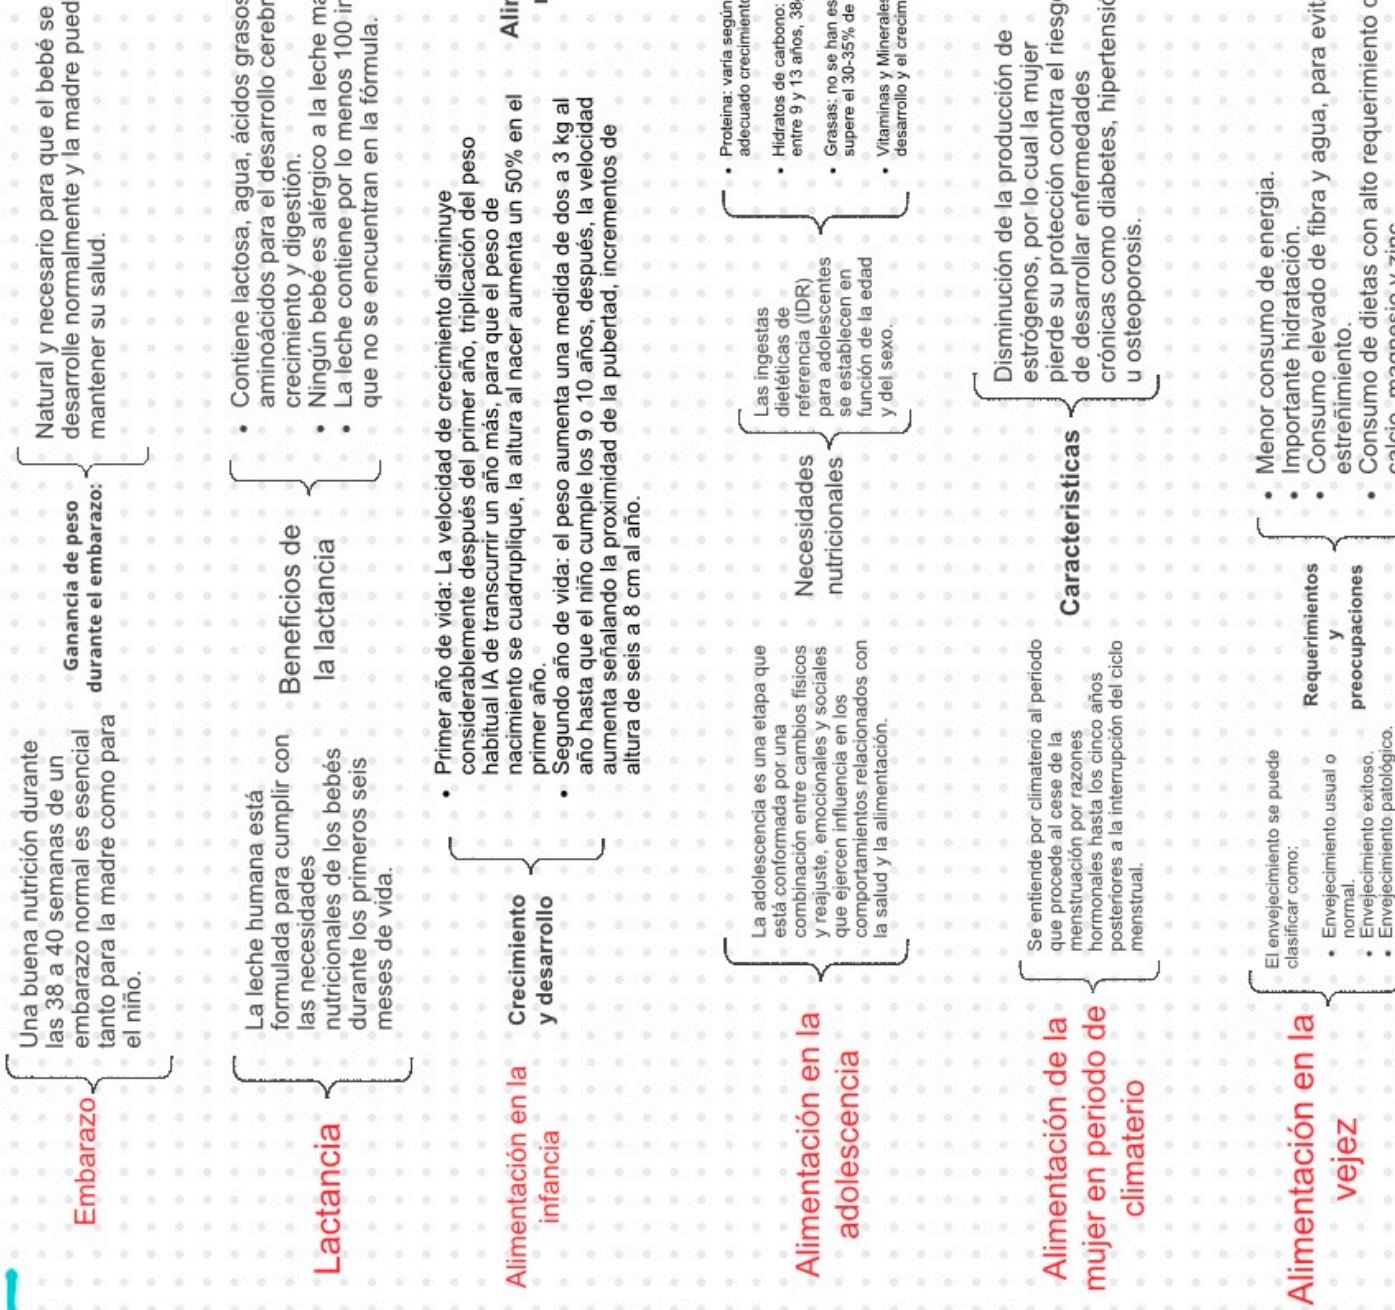 Embarazo
Una buena nutrición durante
las 38 a 40 semanas de un
embarazo normal es esencial
tanto para la madre como para
el niño.
Ganancia de peso
durante el embarazo:
Natural y necesario para que el bebé se
desarrolle normalmente y la madre
mantener su salud.
Lactancia
La leche humana está
formulada para cumplir con
las necesidades
nutricionales de los bebés
durante los primeros seis
meses de vida.
Beneficios de
la lactancia
• Contiene lactosa, agua, ácidos grasos
aminoácidos para el desarrollo
crecimiento y digestión.
• Ningún bebé es alérgico a la leche
• La leche contiene por lo menos 100
que no se encuentran en la fórmula.
Alimentación en la
infancia
Crecimiento
y desarrollo
• Primer año de vida: La velocidad de crecimiento disminuye
considerablemente después del primer año, triplicación del peso
habitual IA de transcurrir un año más, para que el peso de
nacimiento se cuadruplique, la altura al hacer aumenta un 50% en el
primer año.
• Segundo año de vida: el peso aumenta una medida de dos a 3 kg al
año hasta que el niño cumple los 9 o 10 años, después, la velocidad
aumenta señalando la proximidad de la pubertad, incrementos de
altura de seis a 8 cm al año.
Alimentación en la
adolescencia
La adolescencia es una etapa que
está conformada por una
combinación entre cambios físicos
y reajuste, emocionales y sociales
que ejercen influencia en los
comportamientos relacionados con
la salud y la alimentación.
Necesidades
nutricionales
Las ingestas
dietéticas de
referencia (IDR)
para adolescentes
se establecen en
función de la edad
y del sexo.
• Proteina: varia según
adecuado crecimiento
• Hidratos de carbono:
entre 9 y 13 años,
• Grasas: no se han
supere el 30-35% de
• Vitaminas y Minerales
desarrollo y el
Alimentación de la
mujer en periodo de
climaterio
Se entiende por climaterio al periodo
que procede al cese de la
menstruación por razones
hormonales hasta los cinco años
posteriores a la interrupción del ciclo
menstrual.
Caracteristicas
Disminución de la producción de
estrógenos, por lo cual la mujer
pierde su protección contra el
de desarrollar enfermedades
crónicas como diabetes,
u osteoporosis.
Alimentación en la
vejez
El envejecimiento se puede
clasificar como:
• Envejecimiento usual o
normal.
• Envejecimiento exitoso.
• Envejecimiento patológico.
Requerimientos
y
preocupaciones
• Menor consumo de energia.
• Importante hidratación.
• Consumo elevado de fibra y agua, para
estreñimiento.
• Consumo de dietas con alto requerimiento
calcio, magnesio y zinc